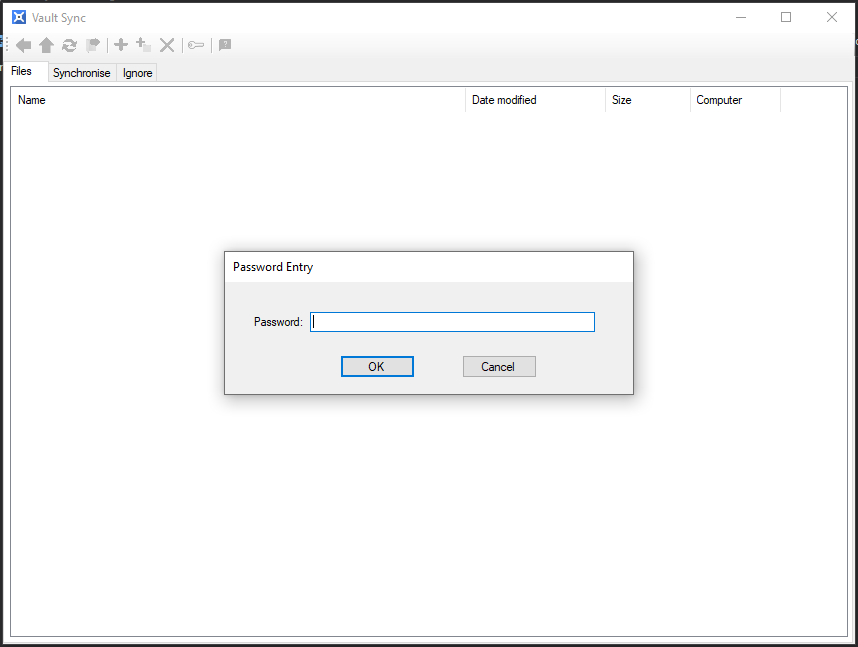 Vault Sync
Files Synchronise Ignore
Name Date modified Size Computer
Password Entry
Password:
OK Cancel